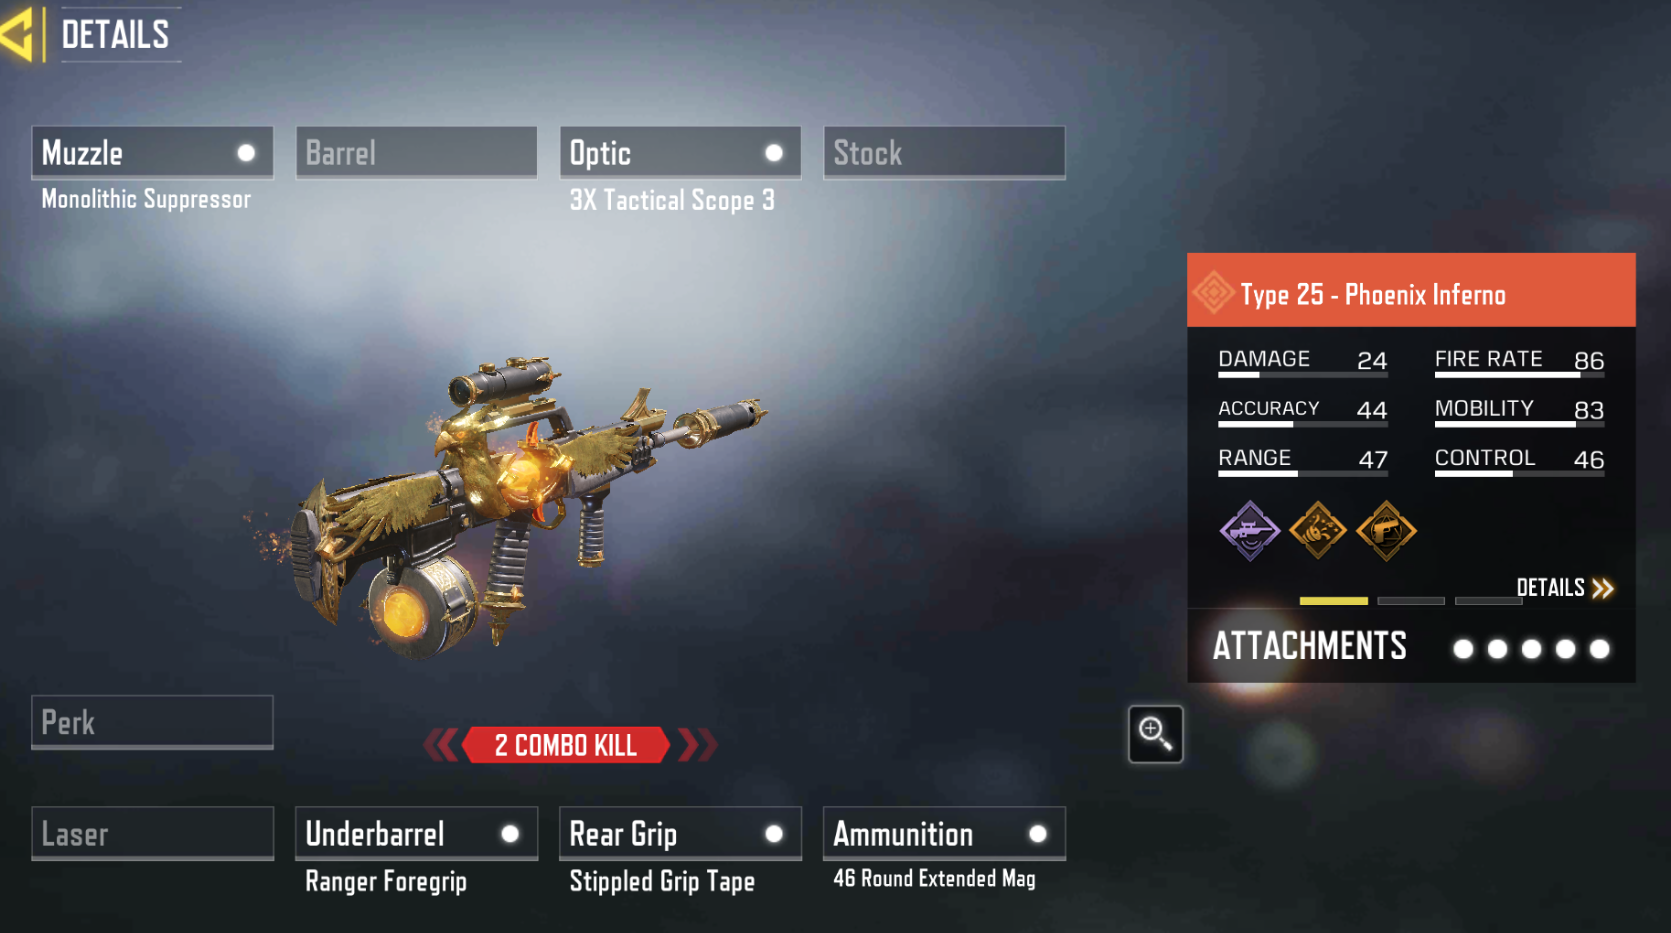 DETAILS
Muzzle
Monolithic Suppressor
Barrel
Optic
3X Tactical Scope 3
Stock
Type 25 - Phoenix Inferno
DAMAGE 24
FIRE RATE 86
ACCURACY 44
MOBILITY 83
RANGE 47
CONTROL 46
DETAILS
ATTACHMENTS
Perk
2 COMBO KILL
Laser
Underbarrel
Ranger Foregrip
Rear Grip
Stippled Grip Tape
Ammunition
46 Round Extended Mag